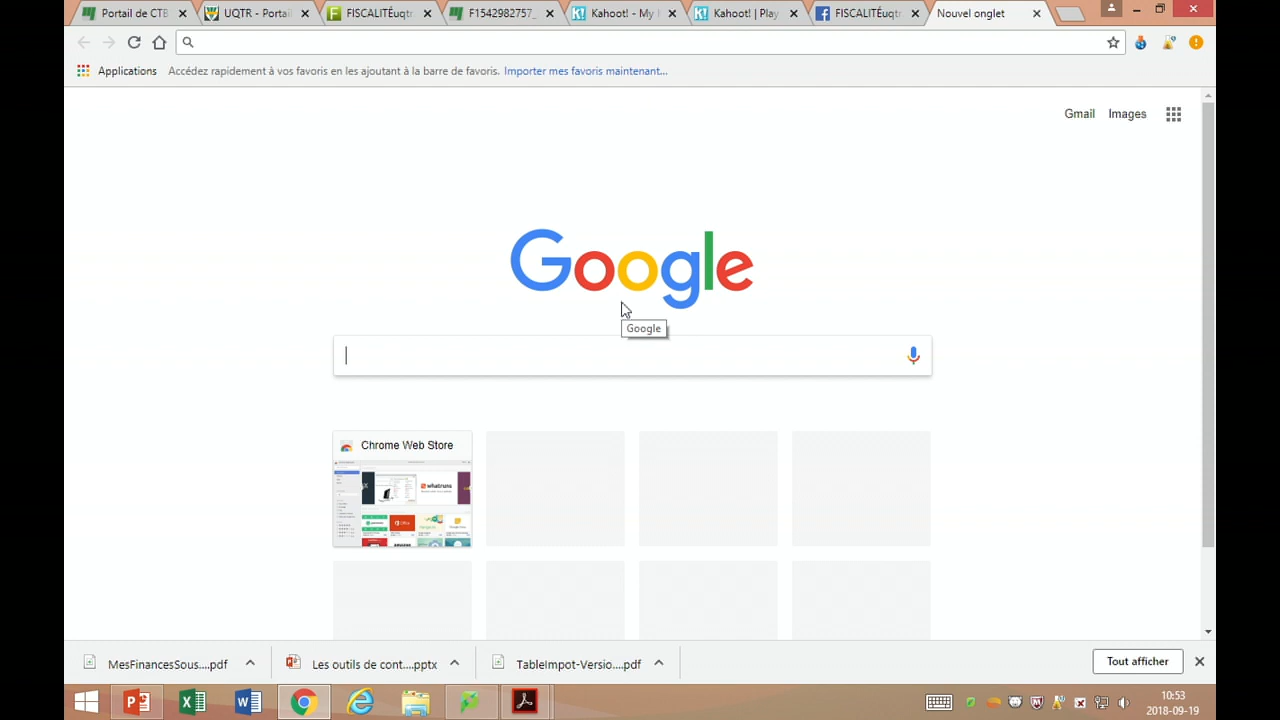 Portail de CTB
UQTR - Portail
FISCALITÉuqtr
F1542982757_
Kahoot! - My
Kahoot! | Play
FISCALITÉuqtr
Nouvel onglet
Applications
Accédez rapidement à vos favoris en les ajoutant à la barre de favoris. Importer mes favoris maintenant...
Gmail
Images
Google
Google
Chrome Web Store
whatruns
MesFinancesSous....pdf
Les outils de cont....pptx
TableImpot-Versio....pdf
Tout afficher
10:53
2018-09-19